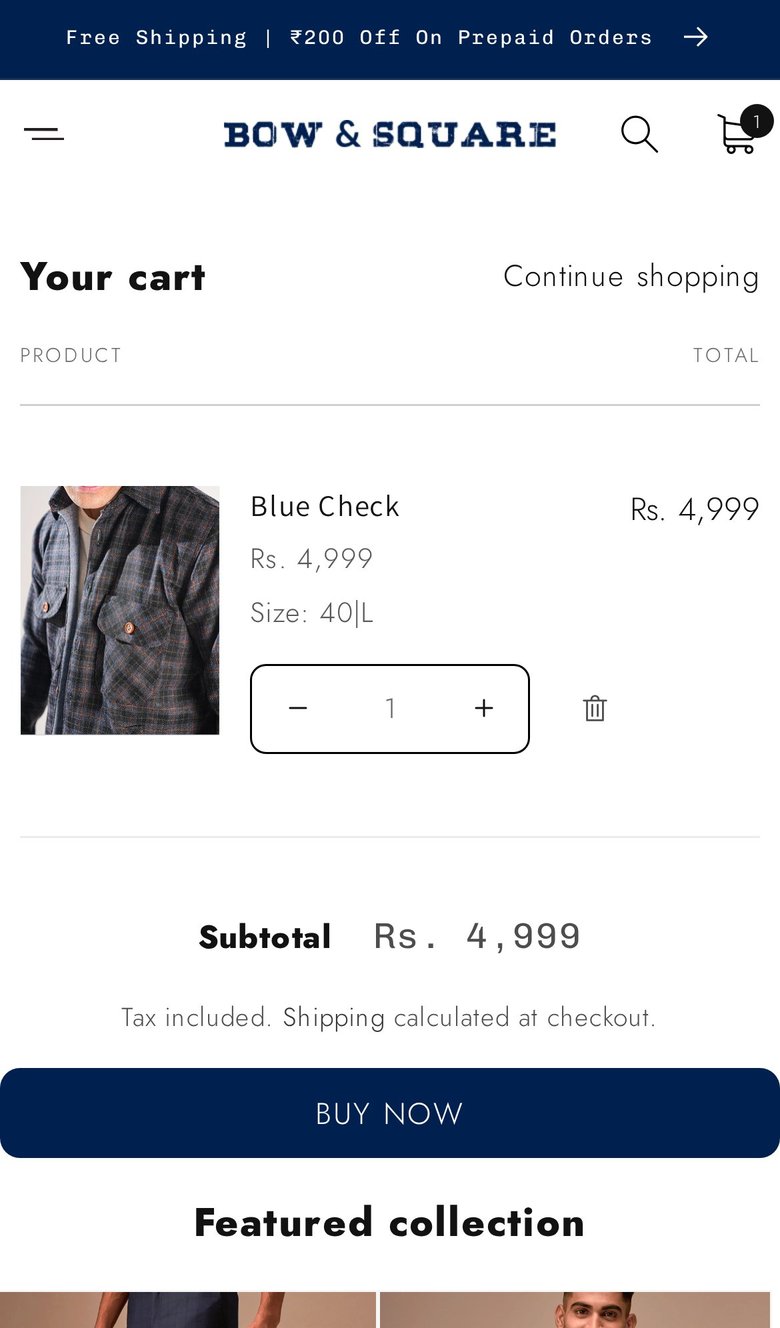 Free Shipping | ₹200 Off On Prepaid Orders
BOW & SQUARE
1
Your cart
Continue shopping
PRODUCT
TOTAL
Blue Check
Rs. 4,999
Rs. 4,999
Size: 40|L
1
Subtotal Rs. 4,999
Tax included. Shipping calculated at checkout.
BUY NOW
Featured collection